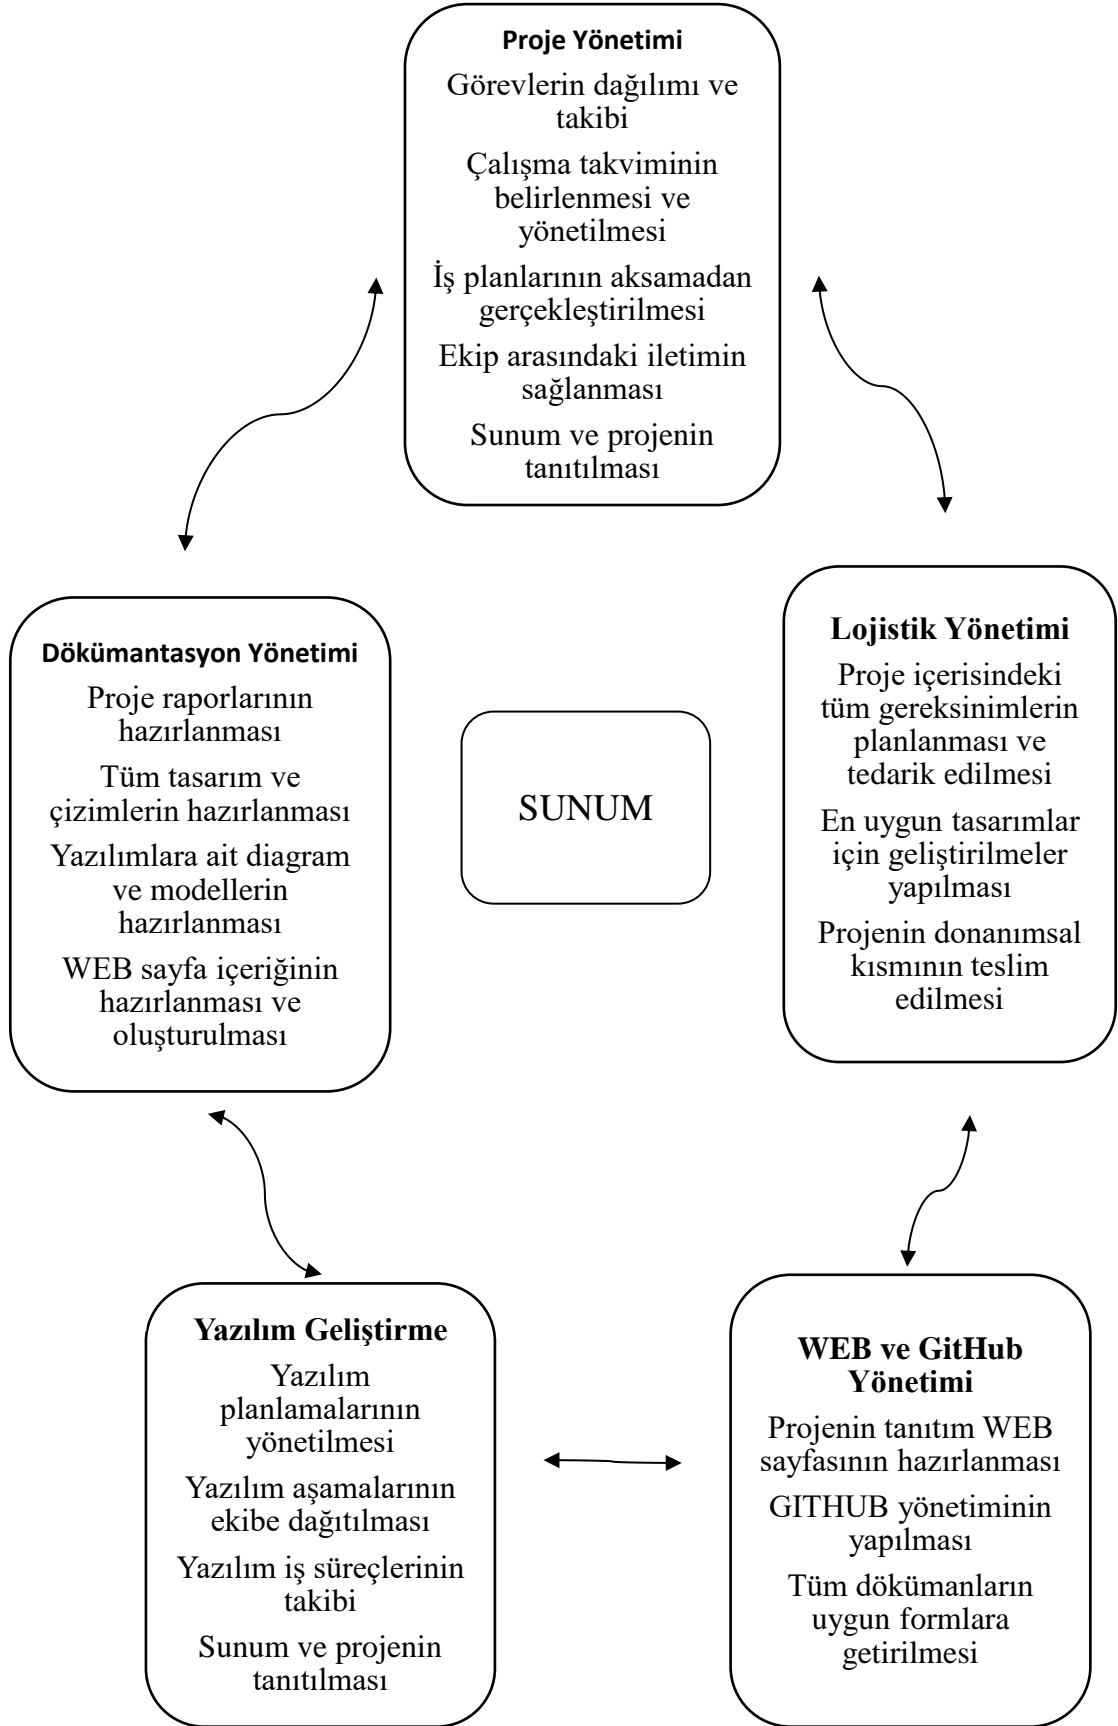 Proje Yönetimi
Görevlerin dağılımı ve
takibi
Çalışma takviminin
belirlenmesi ve
yönetilmesi
İş planlarının aksamadan
gerçekleştirilmesi
Ekip arasındaki iletimin
sağlanması
Sunum ve projenin
tanıtılması
Dökümantasyon Yönetimi
Proje raporlarının
hazırlanması
Tüm tasarım ve
çizimlerin hazırlanması
Yazılımlara ait diagram
ve modellerin
hazırlanması
WEB sayfa içeriğinin
hazırlanması ve
oluşturulması
SUNUM
Lojistik Yönetimi
Proje içerisindeki
tüm gereksinimlerin
planlanması ve
tedarik edilmesi
En uygun tasarımlar
için geliştirilmeler
yapılması
Projenin donanımsal
kısmının teslim
edilmesi
Yazılım Geliştirme
Yazılım
planlamalarının
yönetilmesi
Yazılım aşamalarının
ekibe dağıtılması
Yazılım iş süreçlerinin
takibi
Sunum ve projenin
tanıtılması
WEB ve GitHub
Yönetimi
Projenin tanıtım WEB
sayfasının hazırlanması
GITHUB yönetiminin
yapılması
Tüm dökümanların
uygun formlara
getirilmesi